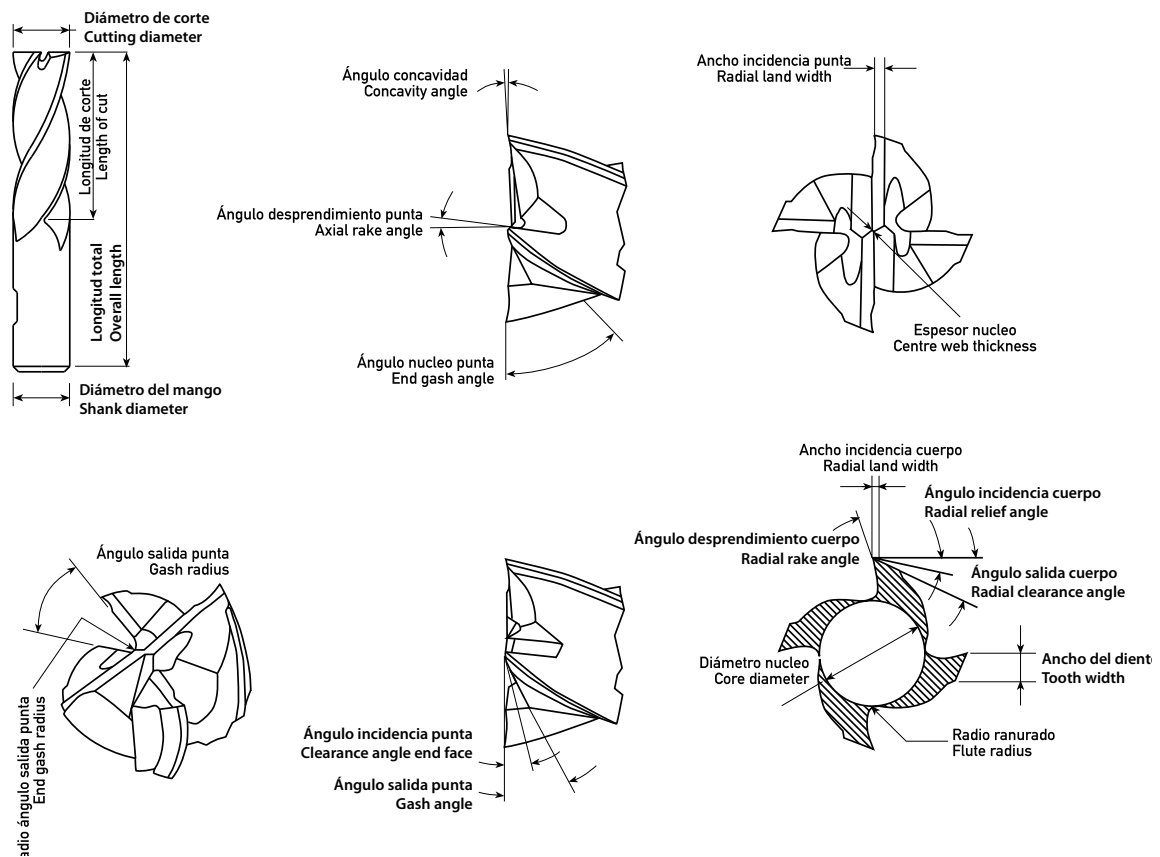 Diámetro de corte
Cutting diameter
Longitud de corte
Length of cut
Longitud total
Overall length
Diámetro del mango
Shank diameter
Ángulo concavidad
Concavity angle
Ángulo desprendimiento punta
Axial rake angle
Ángulo nucleo punta
End gash angle
Ancho incidencia punta
Radial land width
Espesor nucleo
Centre web thickness
Ángulo salida punta
Gash radius
adio ángulo salida punta
End gash radius
Ángulo incidencia punta
Clearance angle end face
Ángulo salida punta
Gash angle
Ancho incidencia cuerpo
Radial land width
Ángulo incidencia cuerpo
Radial relief angle
Ángulo desprendimiento cuerpo
Radial rake angle
Ángulo salida cuerpo
Radial clearance angle
Diámetro nucleo
Core diameter
Ancho del diente
Tooth width
Radio ranurado
Flute radius